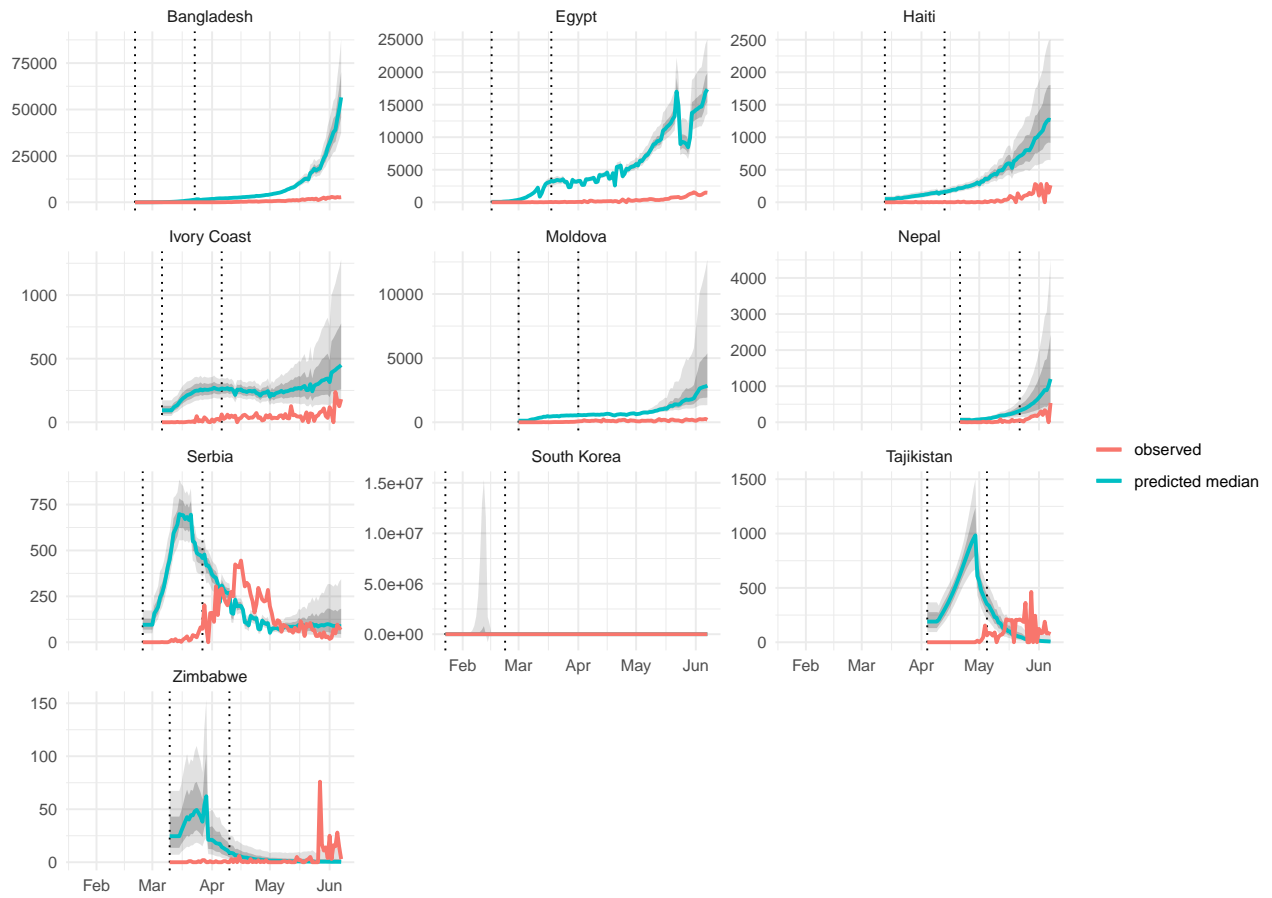 Bangladesh
Egypt
Haiti
75000
50000
25000
0
25000
20000
15000
10000
5000
0
2500
2000
1500
1000
500
0
Ivory Coast
Moldova
Nepal
1000
500
0
10000
5000
0
4000
3000
2000
1000
0
Serbia
South Korea
Tajikistan
750
500
250
0
1.5e+07
1.0e+07
5.0e+06
0.0e+00
1500
1000
500
0
Feb Mar Apr May Jun
Feb Mar Apr May Jun
observed
predicted median
Zimbabwe
150
100
50
0
Feb Mar Apr May Jun